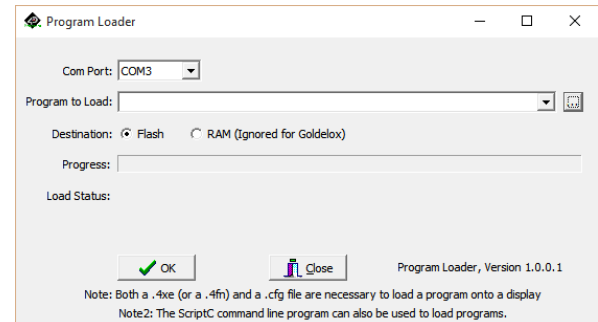 Program Loader
Com Port: COM3
Program to Load:
Destination: Flash RAM (Ignored for Goldelox)
Progress:
Load Status:
OK Close Program Loader, Version 1.0.0.1
Note: Both a .4xe (or a .4fn) and a .cfg file are necessary to load a program onto a display
Note2: The ScriptC command line program can also be used to load programs.